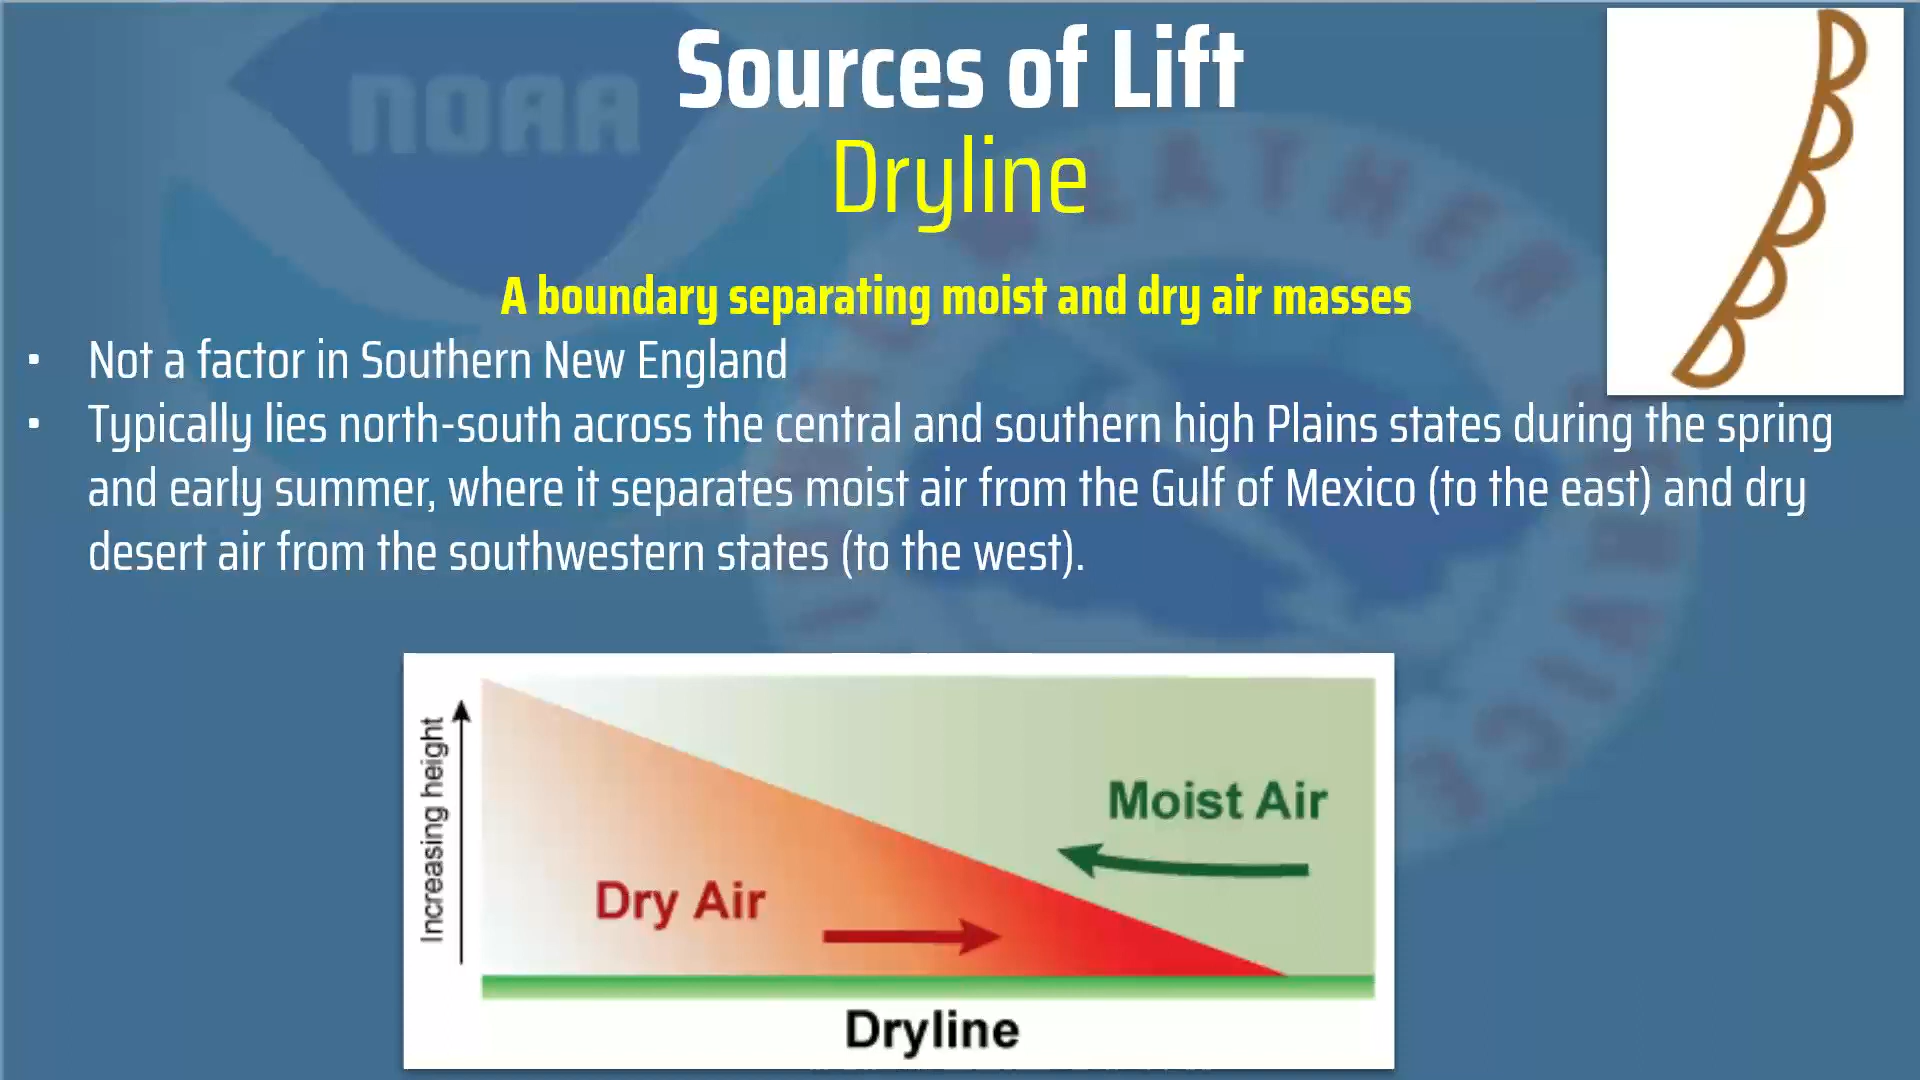 Sources of Lift
Dryline
A boundary separating moist and dry air masses
• Not a factor in Southern New England
• Typically lies north-south across the central and southern high Plains states during the spring
and early summer, where it separates moist air from the Gulf of Mexico (to the east) and dry
desert air from the southwestern states (to the west).
NOAA
WEATHER
Increasing height
Moist Air
Dry Air
Dryline